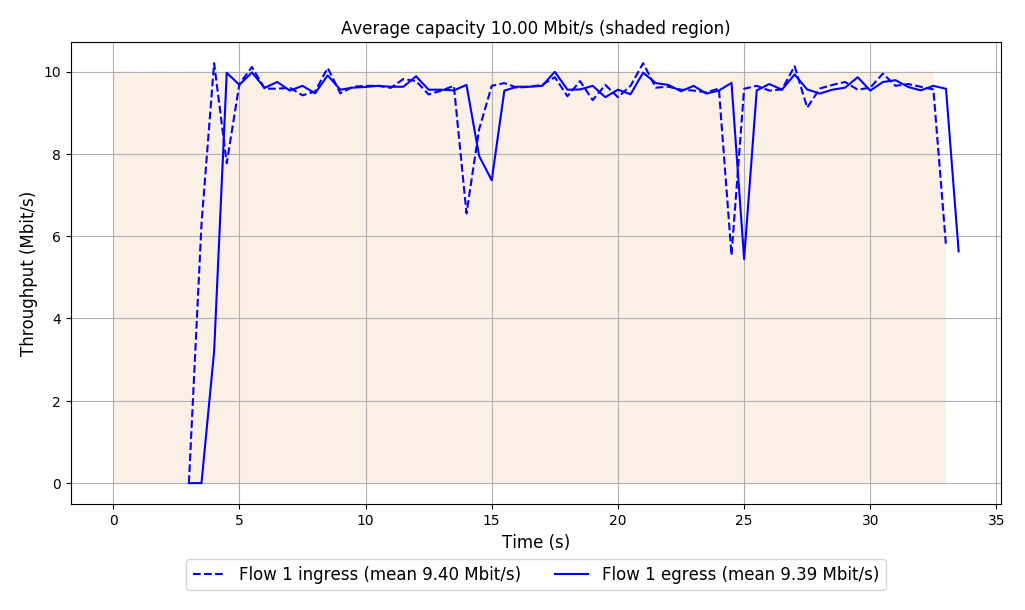 Average capacity 10.00 Mbit/s (shaded region)
Throughput (Mbit/s)
10
8
6
4
2
0
0 5 10 15 20 25 30 35
Time (s)
Flow 1 ingress (mean 9.40 Mbit/s) Flow 1 egress (mean 9.39 Mbit/s)